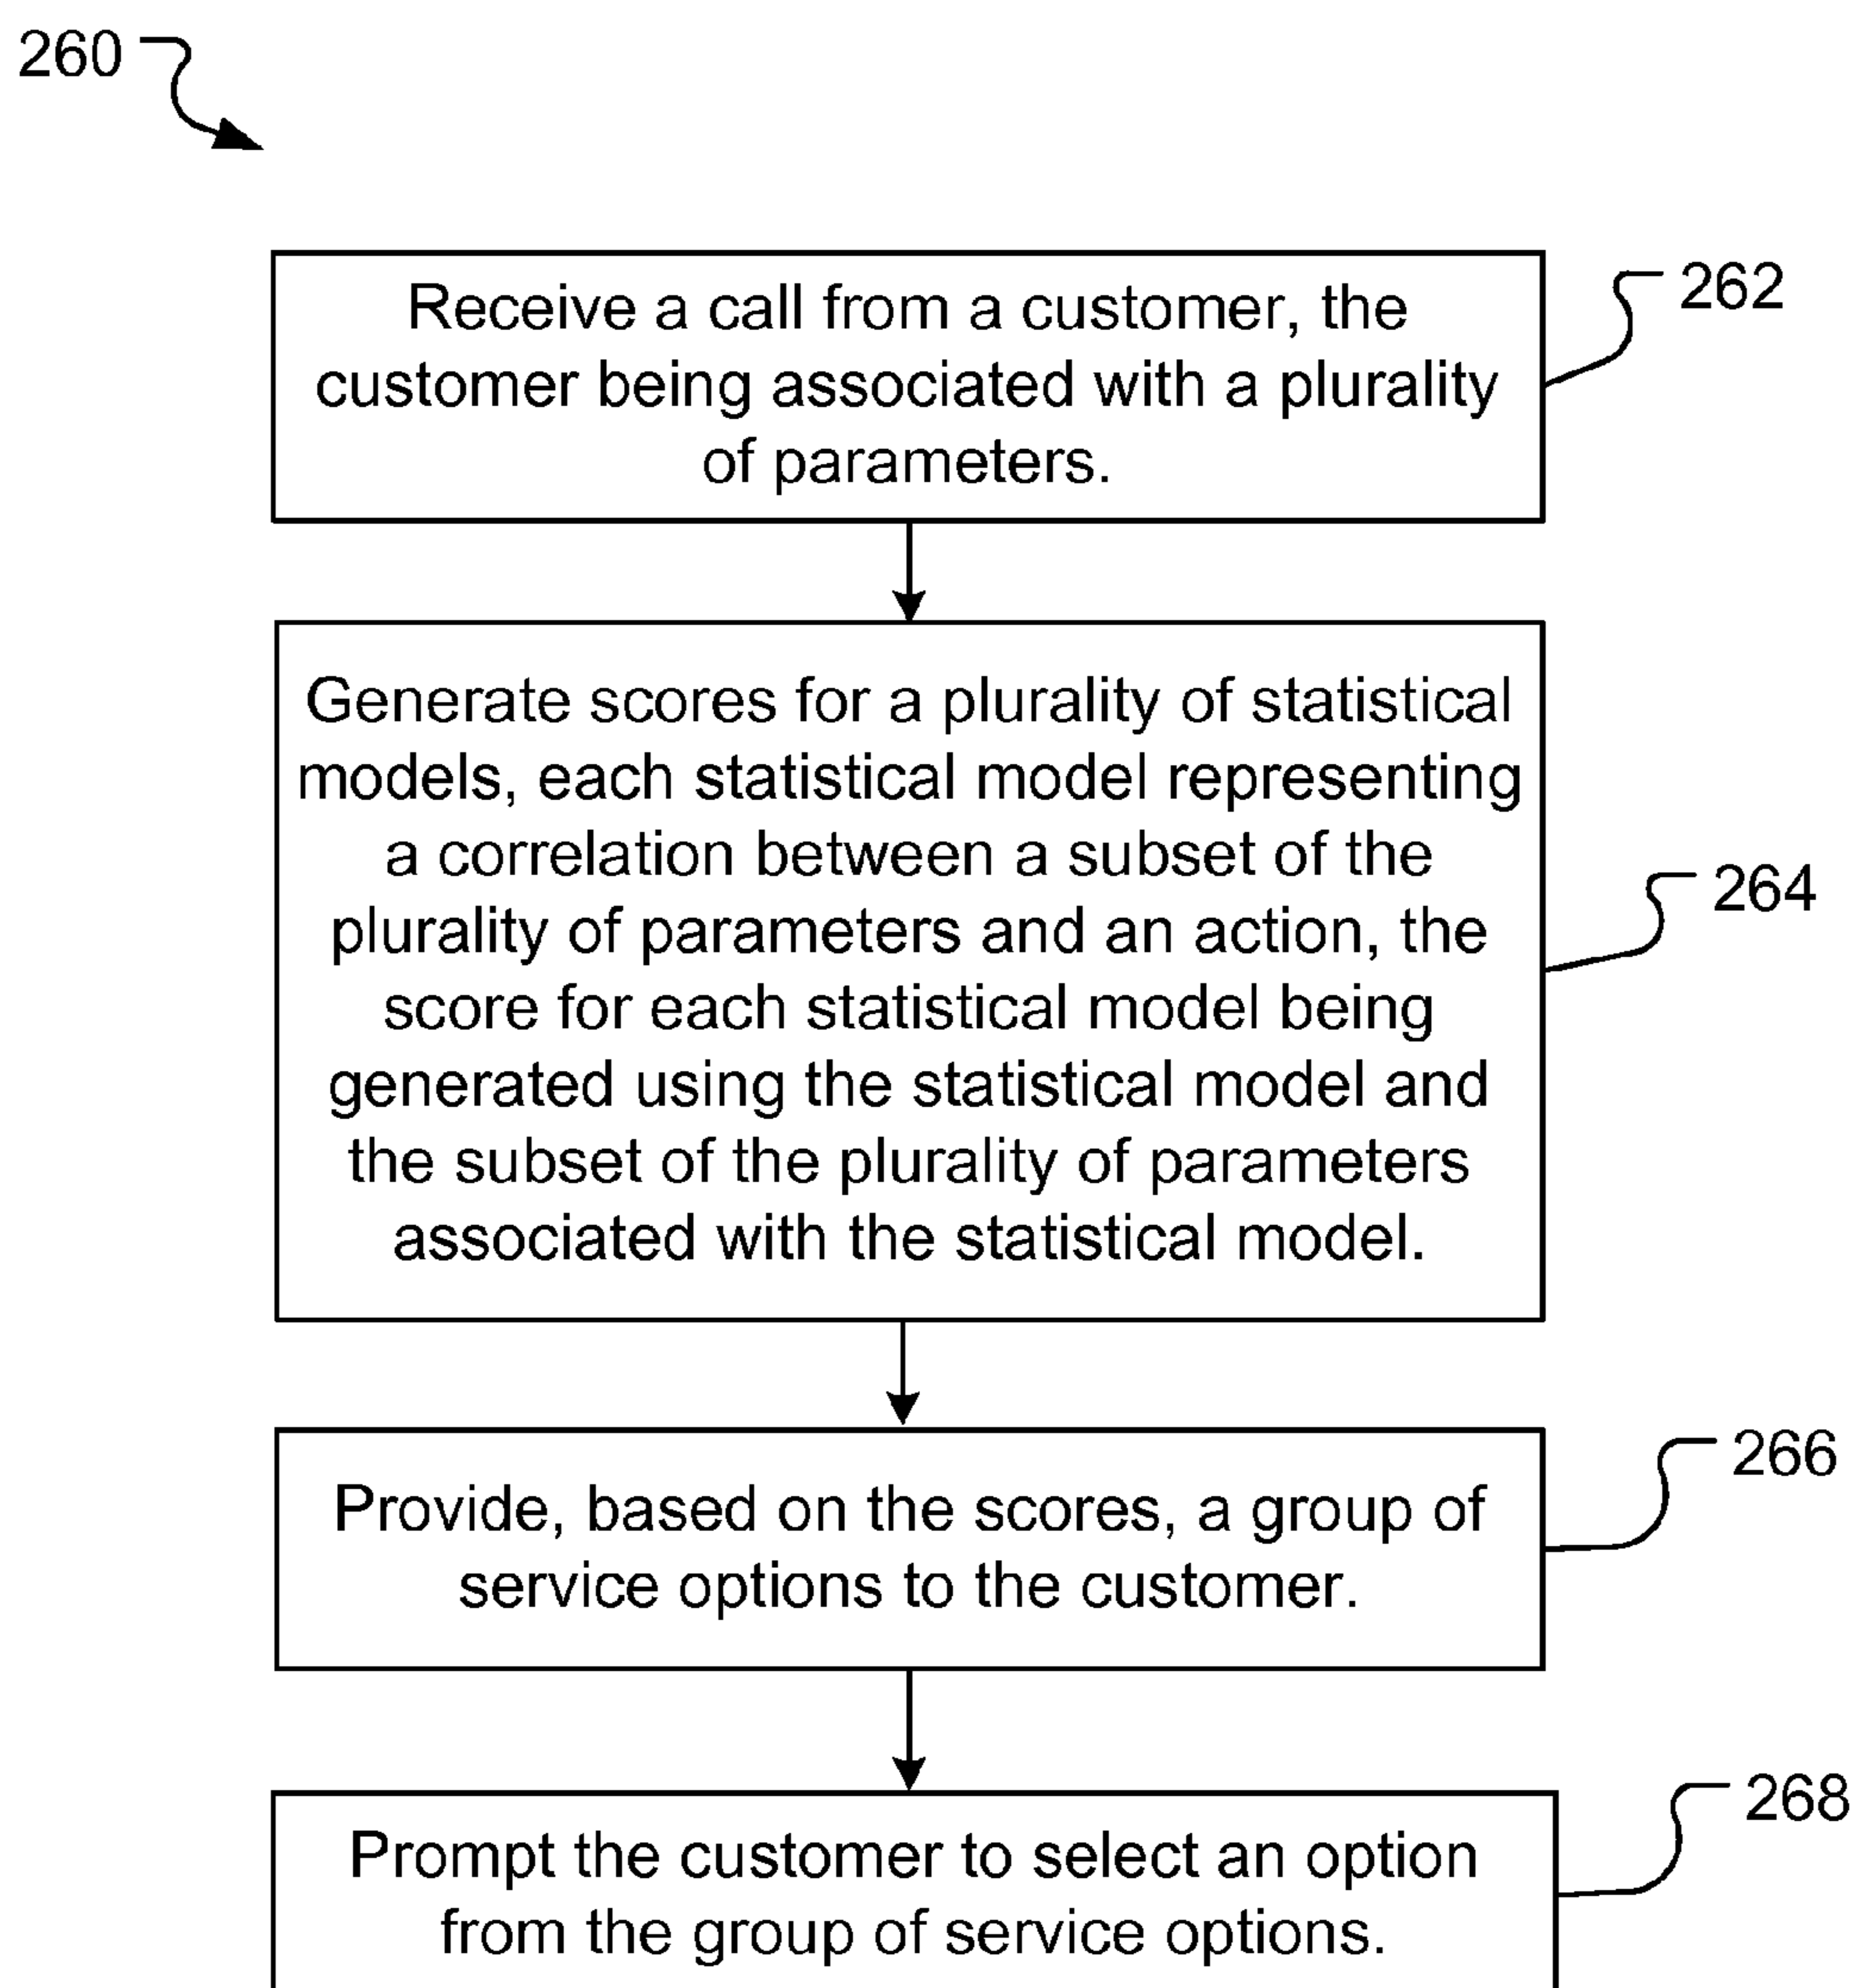 260
Receive a call from a customer, the
customer being associated with a plurality
of parameters.
262
Generate scores for a plurality of statistical
models, each statistical model representing
a correlation between a subset of the
plurality of parameters and an action, the
score for each statistical model being
generated using the statistical model and
the subset of the plurality of parameters
associated with the statistical model.
264
Provide, based on the scores, a group of
service options to the customer.
266
Prompt the customer to select an option
from the group of service options.
268